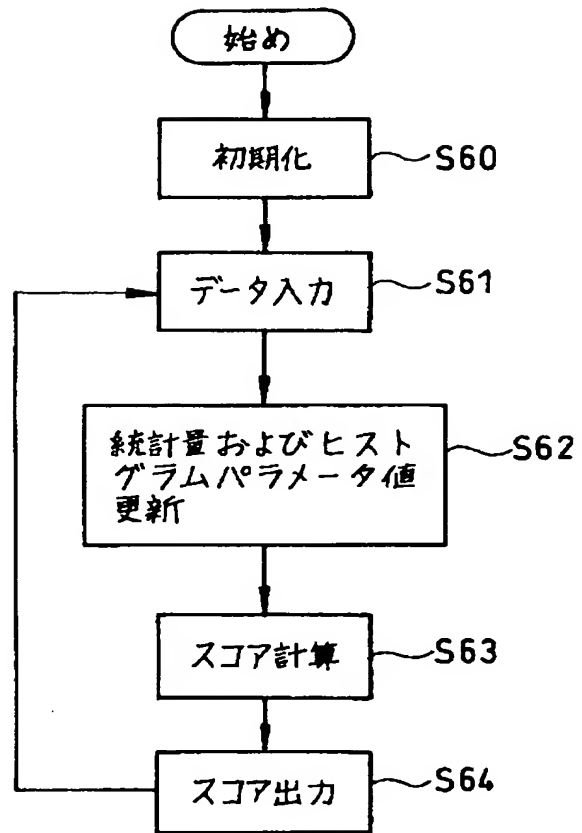 始め
初期化
S60
データ入力
S61
統計量およびヒスト
グラムパラメータ値
更新
S62
スコア計算
S63
スコア出力
S64